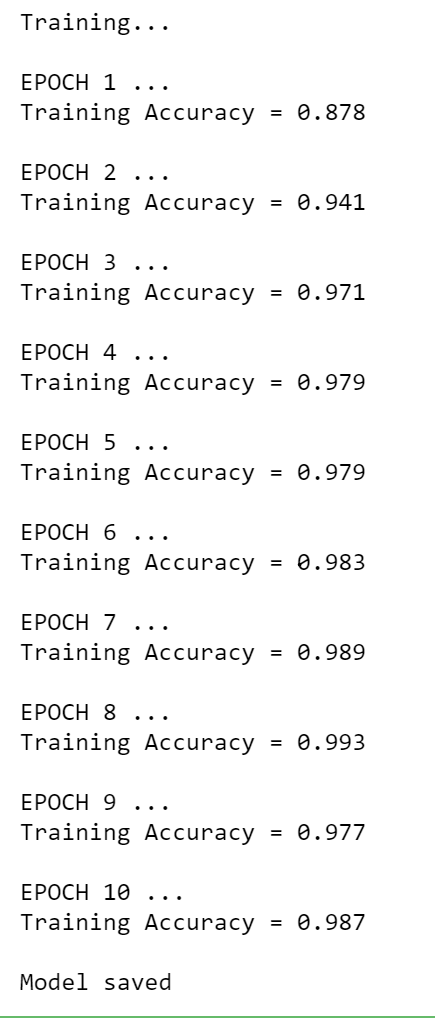 Training...
EPOCH 1 ...
Training Accuracy = 0.878
EPOCH 2 ...
Training Accuracy = 0.941
EPOCH 3 ...
Training Accuracy = 0.971
EPOCH 4 ...
Training Accuracy = 0.979
EPOCH 5 ...
Training Accuracy = 0.979
EPOCH 6 ...
Training Accuracy = 0.983
EPOCH 7 ...
Training Accuracy = 0.989
EPOCH 8 ...
Training Accuracy = 0.993
EPOCH 9 ...
Training Accuracy = 0.977
EPOCH 10 ...
Training Accuracy = 0.987
Model saved